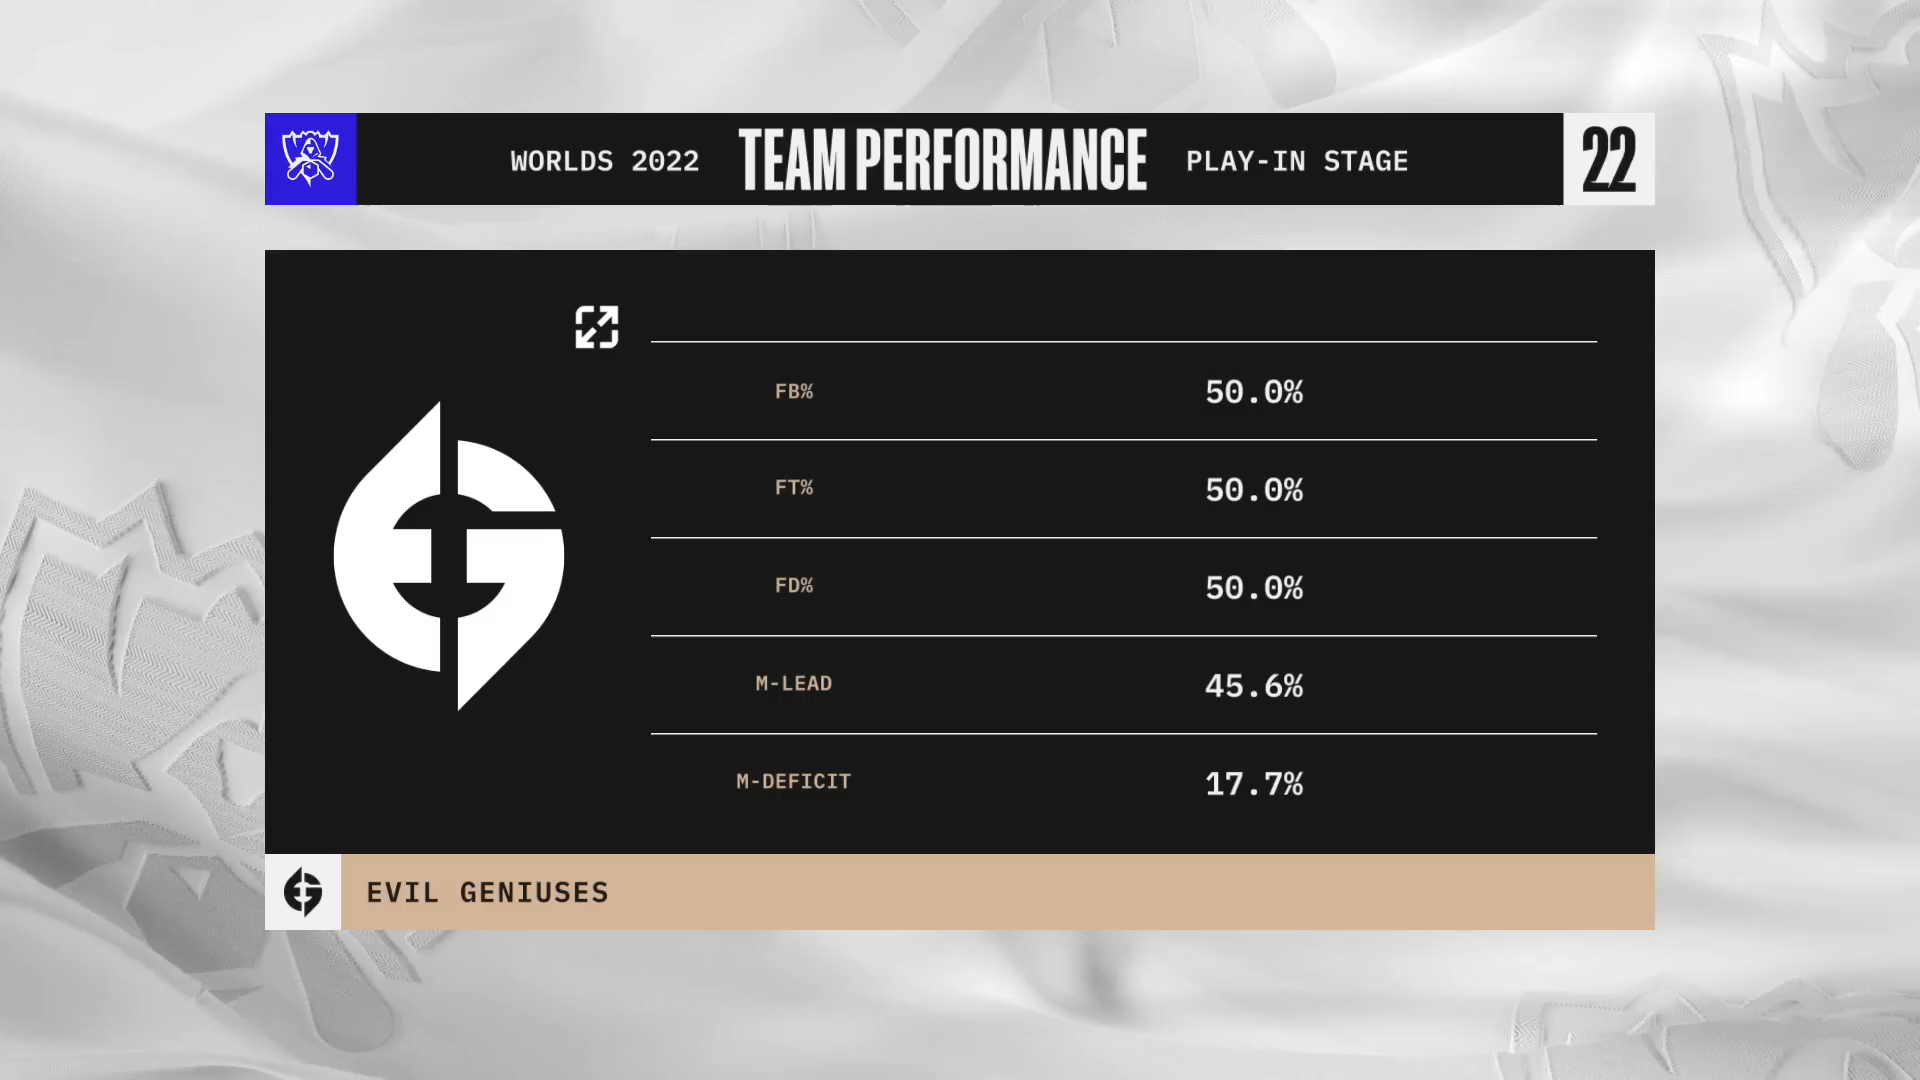 WORLDS 2022 TEAM PERFORMANCE PLAY-IN STAGE 22
FB% 50.0%
FT% 50.0%
FD% 50.0%
M-LEAD 45.6%
M-DEFICIT 17.7%
EVIL GENIUSES